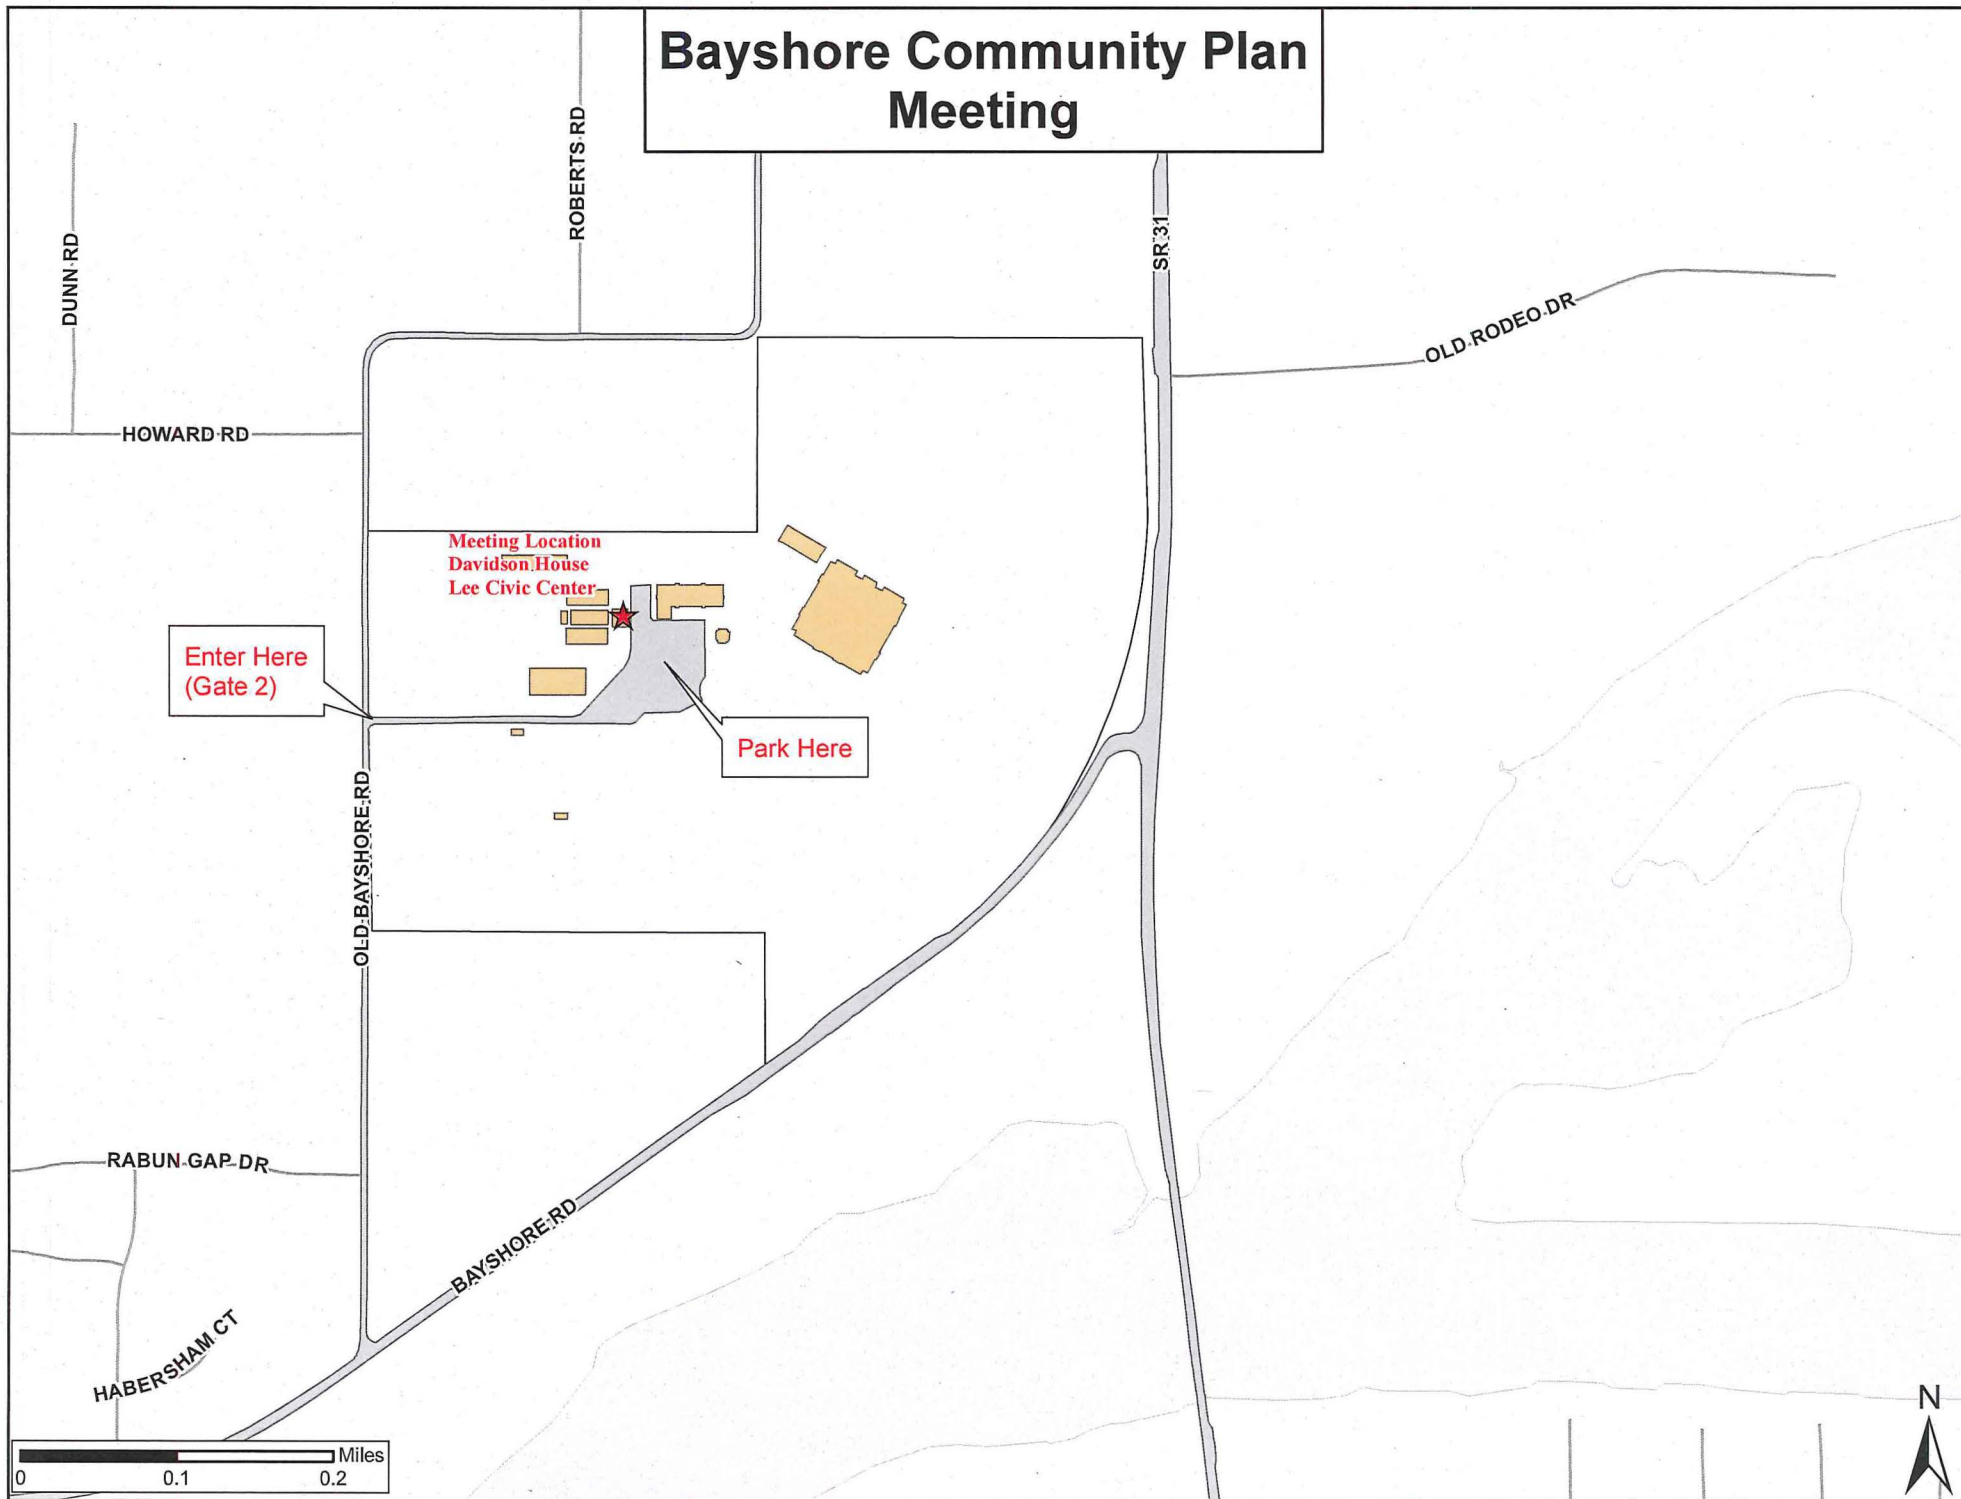 Bayshore Community Plan
Meeting
ROBERTS RD
DUNN RD
SR 31
OLD RODEO DR
HOWARD RD
Meeting Location
Davidson House
Lee Civic Center
Enter Here
(Gate 2)
Park Here
OLD BAYSHORE RD
RABUN GAP DR
BAYSHORE RD
HABERSHAM CT
N
Miles
0 0.1 0.2